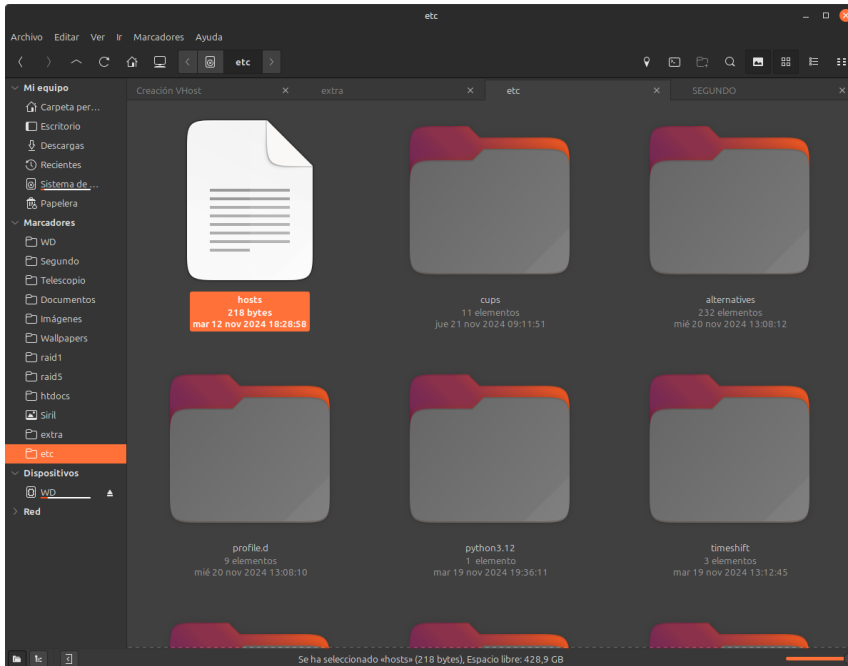 etc
Archivo Editar Ver Ir Marcadores Ayuda
etc
Mi equipo
Carpeta per...
Escritorio
Descargas
Recientes
Sistema de ...
Papelera
Marcadores
WD
Segundo
Telescopio
Documentos
Imágenes
Wallpapers
raid1
raid5
htdocs
Siril
extra
etc
Dispositivos
WD
Red
Creación VHost extra etc SEGUNDO
hosts
218 bytes
mar 12 nov 2024 18:28:58
cups
11 elementos
jue 21 nov 2024 09:11:51
alternatives
232 elementos
mié 20 nov 2024 13:08:12
profile.d
9 elementos
mié 20 nov 2024 13:08:10
python3.12
1 elemento
mar 19 nov 2024 19:36:11
timeshift
3 elementos
mar 19 nov 2024 13:12:45
Se ha seleccionado «hosts» (218 bytes), Espacio libre: 428,9 GB